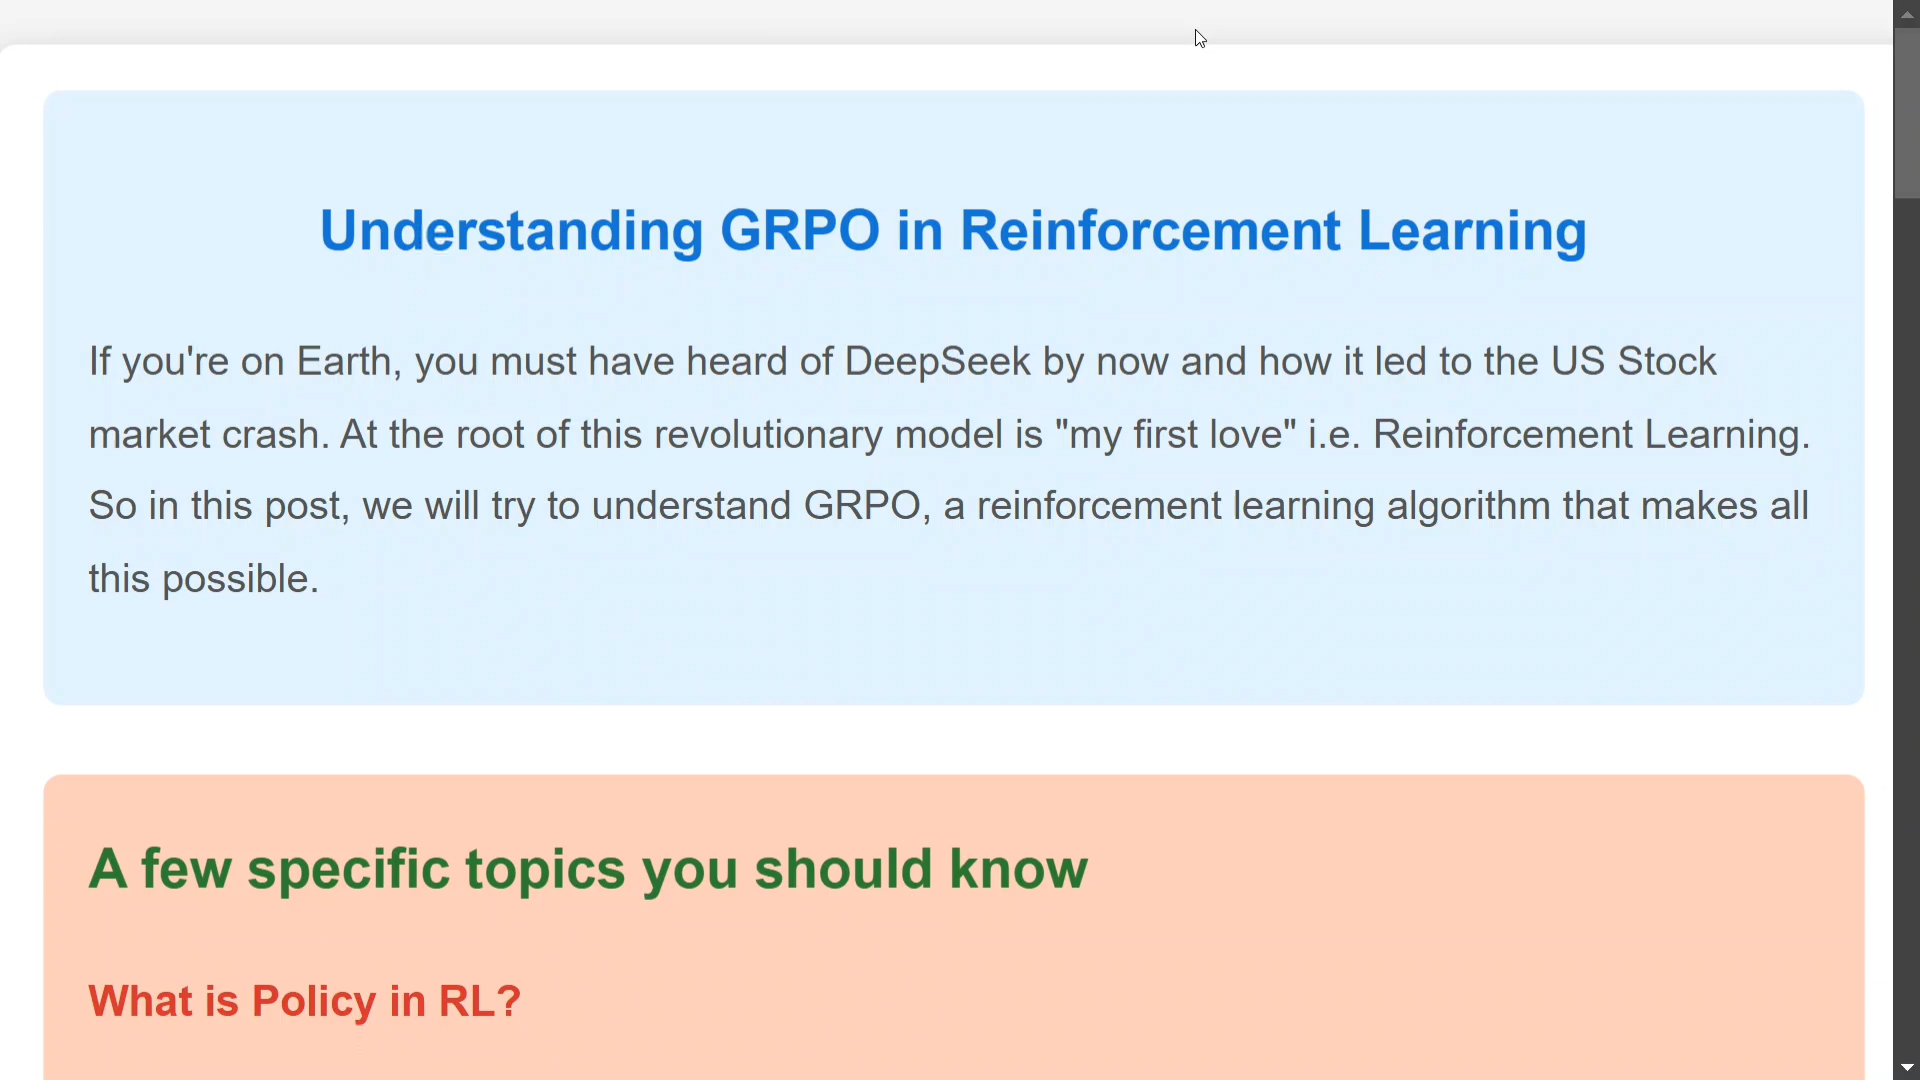 Understanding GRPO in Reinforcement Learning
If you're on Earth, you must have heard of DeepSeek by now and how it led to the US Stock
market crash. At the root of this revolutionary model is "my first love" i.e. Reinforcement Learning.
So in this post, we will try to understand GRPO, a reinforcement learning algorithm that makes all
this possible.
A few specific topics you should know
What is Policy in RL?